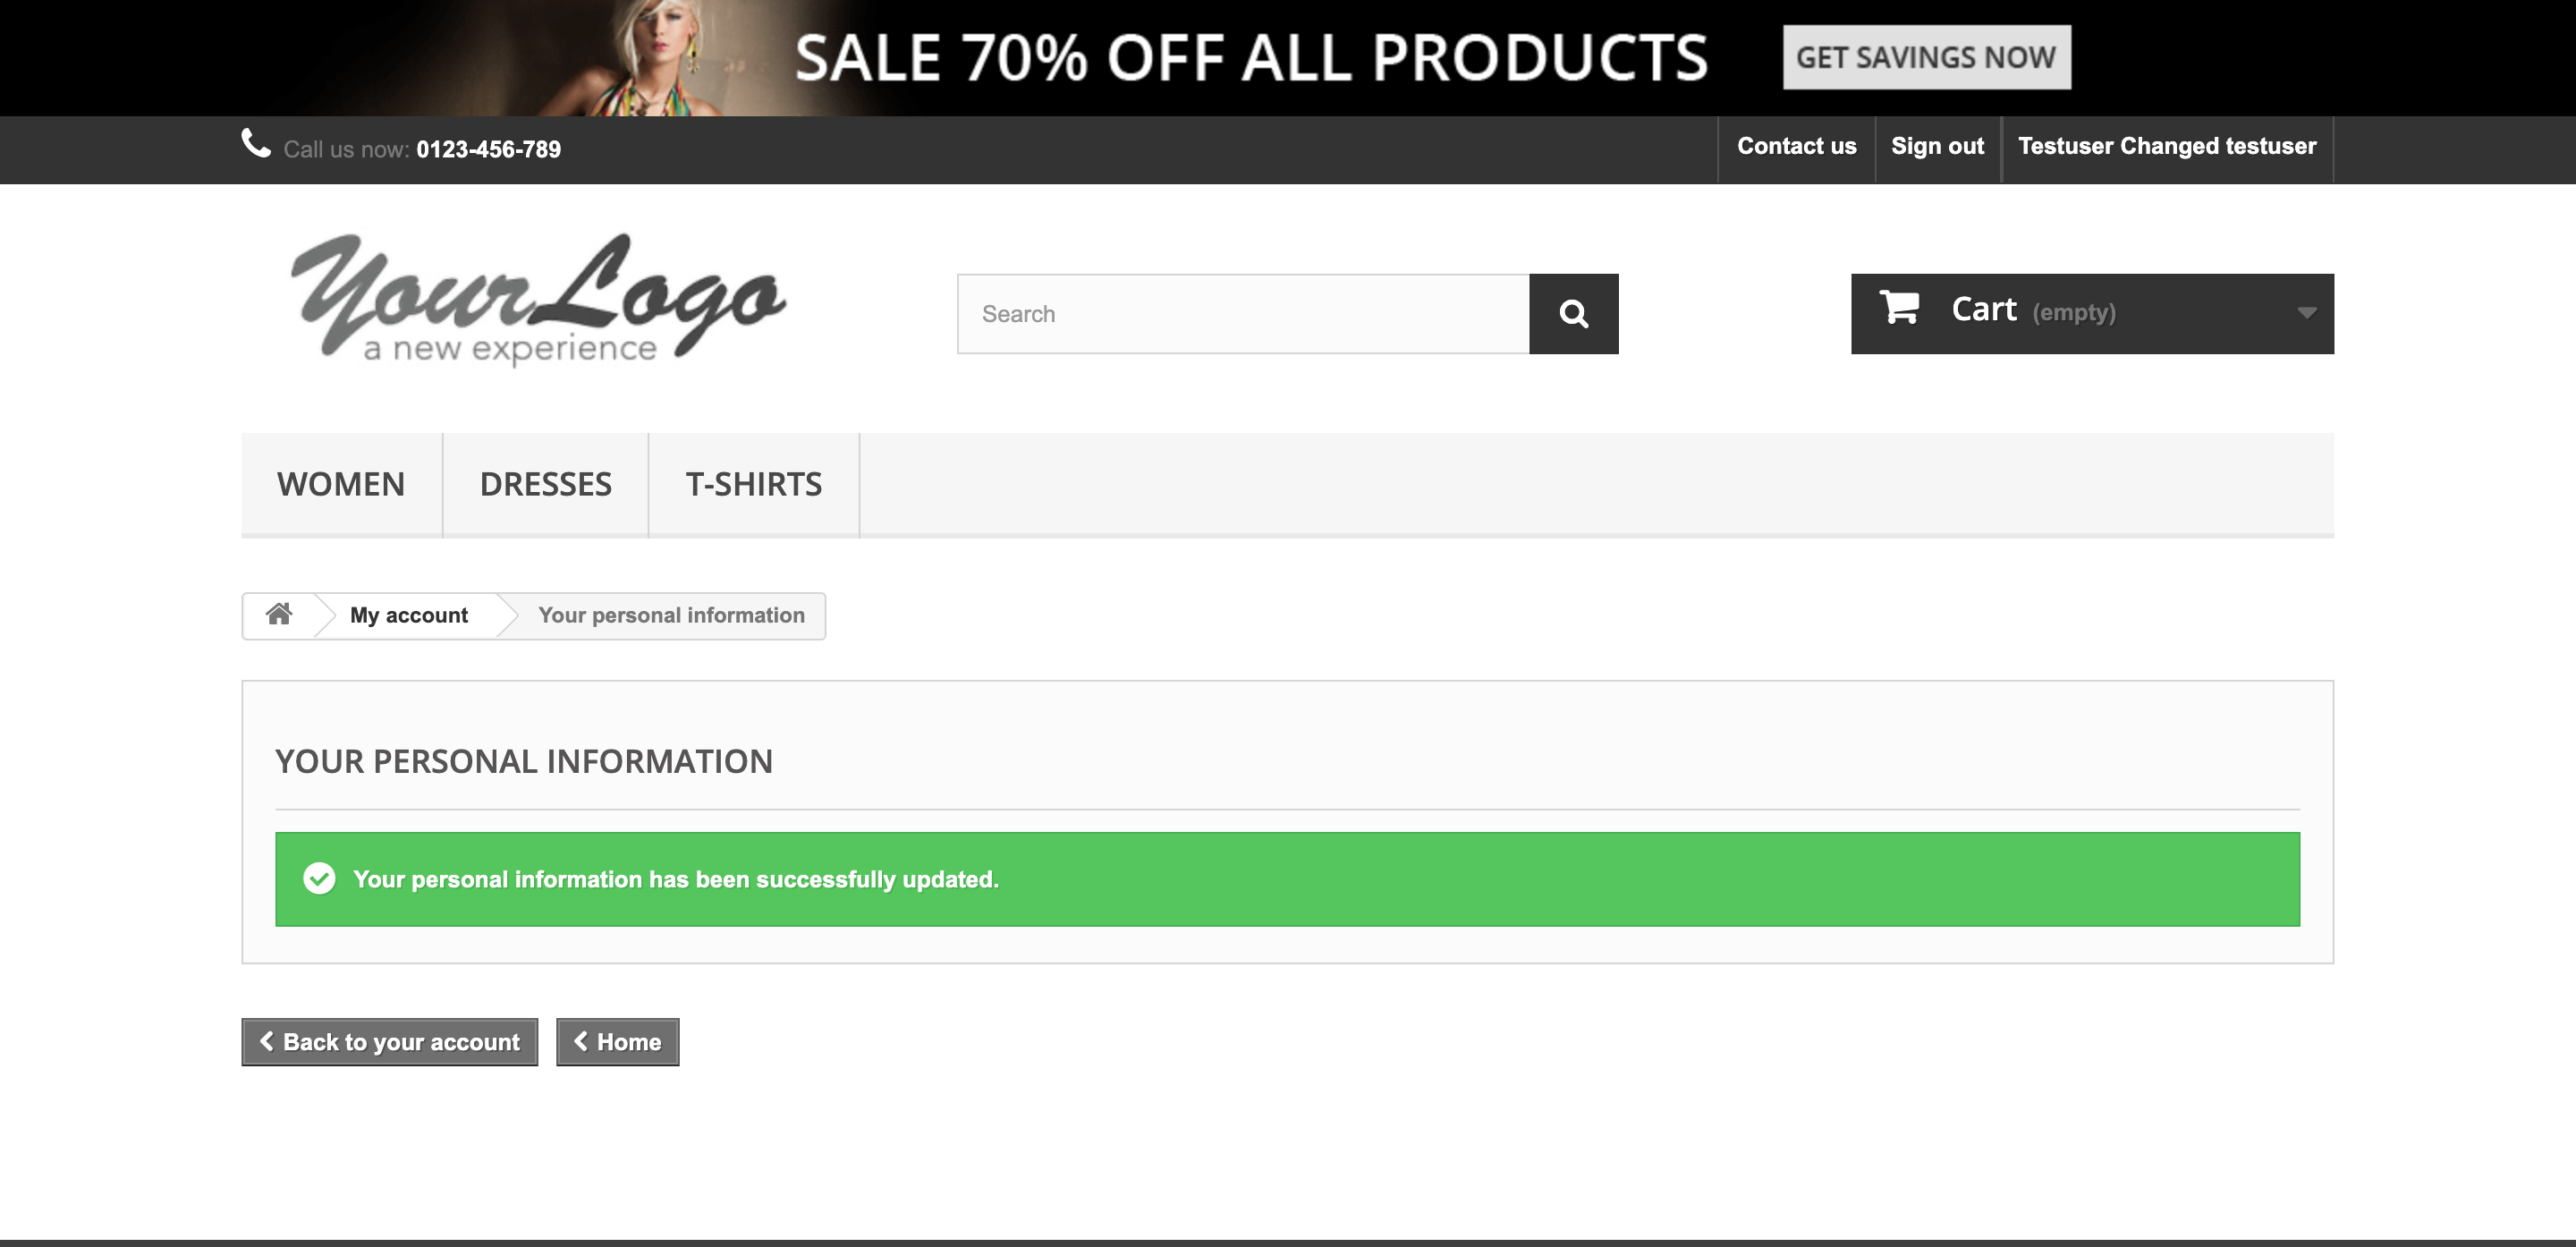 SALE 70% OFF ALL PRODUCTS GET SAVINGS NOW
Call us now: 0123-456-789 Contact us Sign out Testuser Changed testuser
Your Logo
a new experience
Search
Cart (empty)
WOMEN DRESSES T-SHIRTS
My account Your personal information
YOUR PERSONAL INFORMATION
Your personal information has been successfully updated.
Back to your account Home